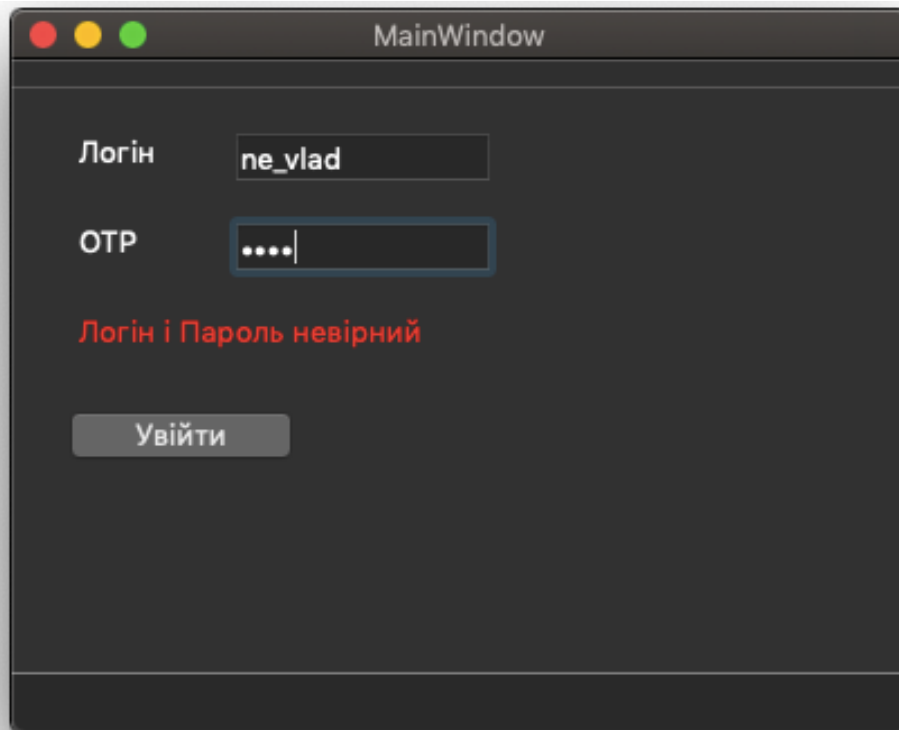 MainWindow
Логін ne_vlad
OTP ••••
Логін і Пароль невірний
Увійти